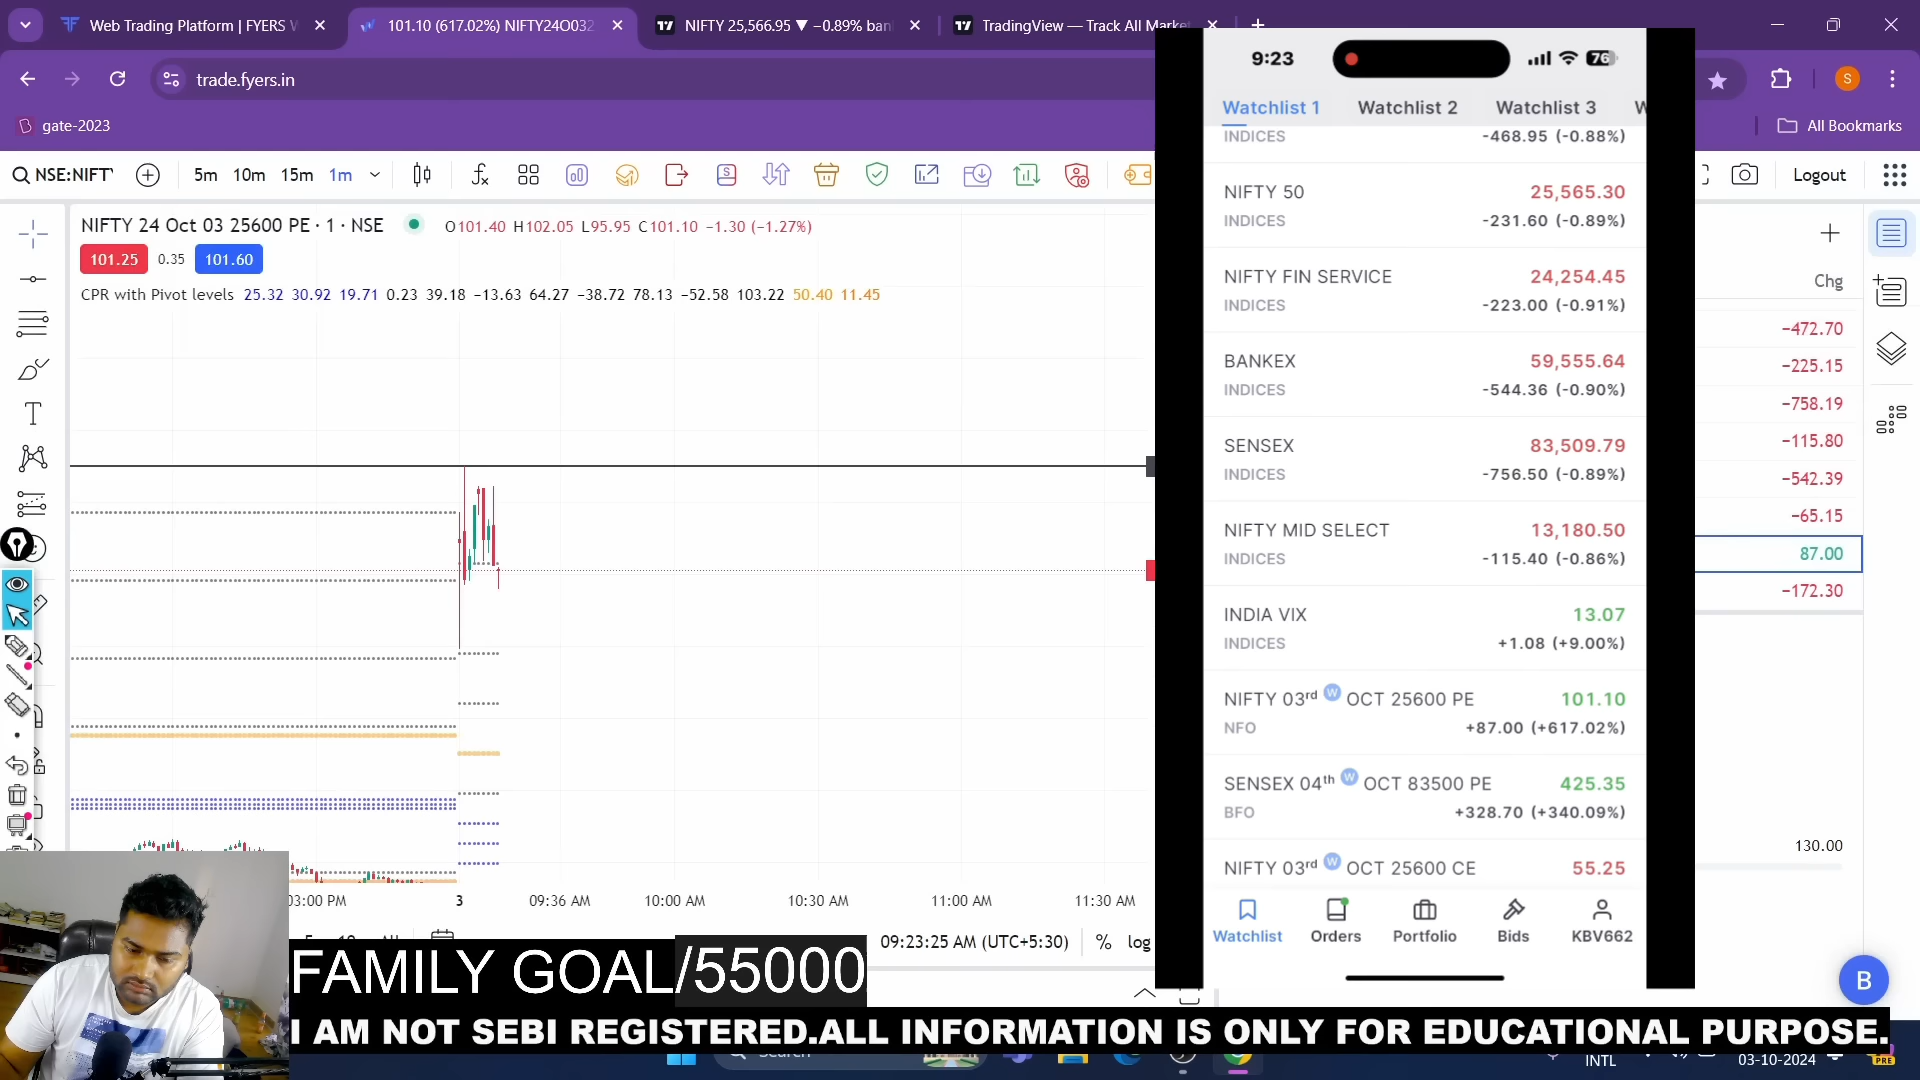 Web Trading Platform | FYERS W
101.10 (617.02%) NIFTY24O032
NIFTY 25,566.95 ▼ −0.89% ban
TradingView — Track All Market
trade.fyers.in
S
gate-2023
All Bookmarks
NSE:NIFTY
5m 10m 15m 1m
Logout
NIFTY 24 Oct 03 25600 PE · 1 · NSE
O101.40 H102.05 L95.95 C101.10 −1.30 (−1.27%)
101.25 0.35 101.60
CPR with Pivot levels 25.32 30.92 19.71 0.23 39.18 −13.63 64.27 −38.72 78.13 −52.58 103.22 50.40 11.45
9:23
76
Watchlist 1 Watchlist 2 Watchlist 3 W
INDICES -468.95 (-0.88%)
NIFTY 50 25,565.30
INDICES -231.60 (-0.89%)
NIFTY FIN SERVICE 24,254.45
INDICES -223.00 (-0.91%)
BANKEX 59,555.64
INDICES -544.36 (-0.90%)
SENSEX 83,509.79
INDICES -756.50 (-0.89%)
NIFTY MID SELECT 13,180.50
INDICES -115.40 (-0.86%)
INDIA VIX 13.07
INDICES +1.08 (+9.00%)
NIFTY 03rd W OCT 25600 PE 101.10
NFO +87.00 (+617.02%)
SENSEX 04th W OCT 83500 PE 425.35
BFO +328.70 (+340.09%)
NIFTY 03rd W OCT 25600 CE 55.25
Watchlist Orders Portfolio Bids KBV662
Chg
−472.70
−225.15
−758.19
−115.80
−542.39
−65.15
87.00
−172.30
130.00
B
03:00 PM 3 09:36 AM 10:00 AM 10:30 AM 11:00 AM 11:30 AM
09:23:25 AM (UTC+5:30) % log
FAMILY GOAL/55000
I AM NOT SEBI REGISTERED.ALL INFORMATION IS ONLY FOR EDUCATIONAL PURPOSE.
Search
INTL
03-10-2024
PRE